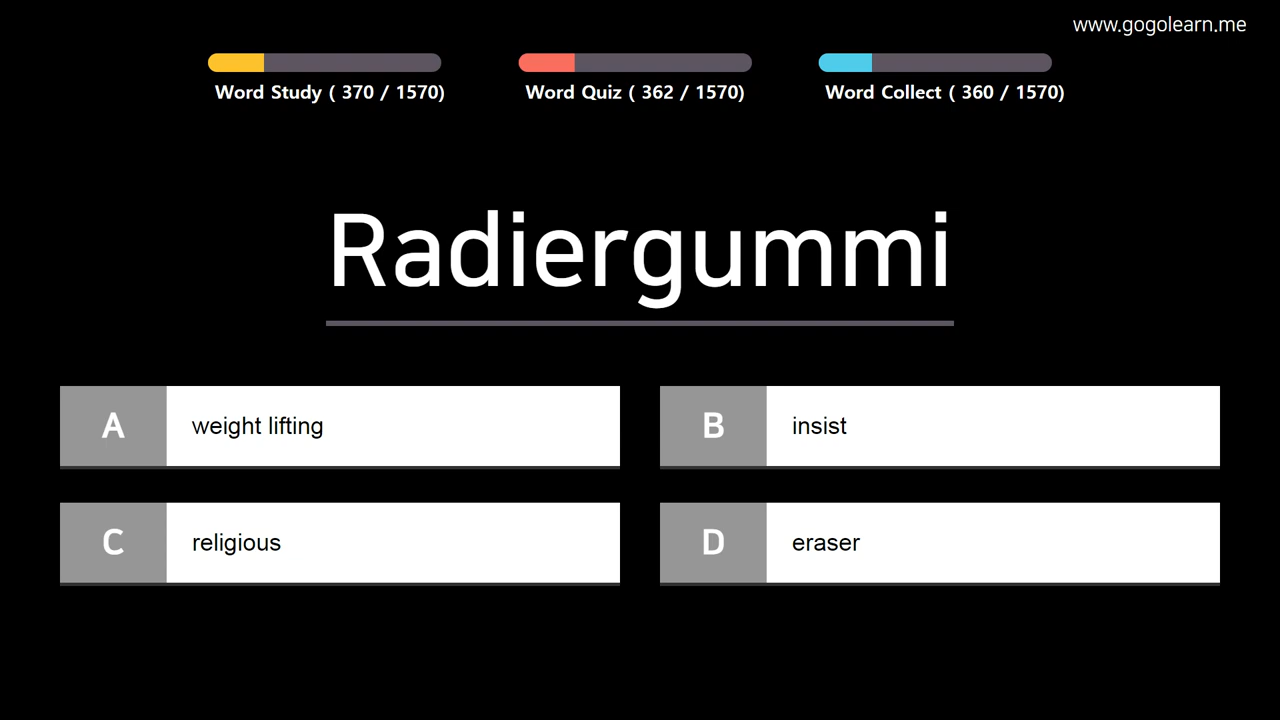 www.gogolearn.me
Word Study ( 370 / 1570)
Word Quiz ( 362 / 1570)
Word Collect ( 360 / 1570)
Radiergummi
A weight lifting
B insist
C religious
D eraser